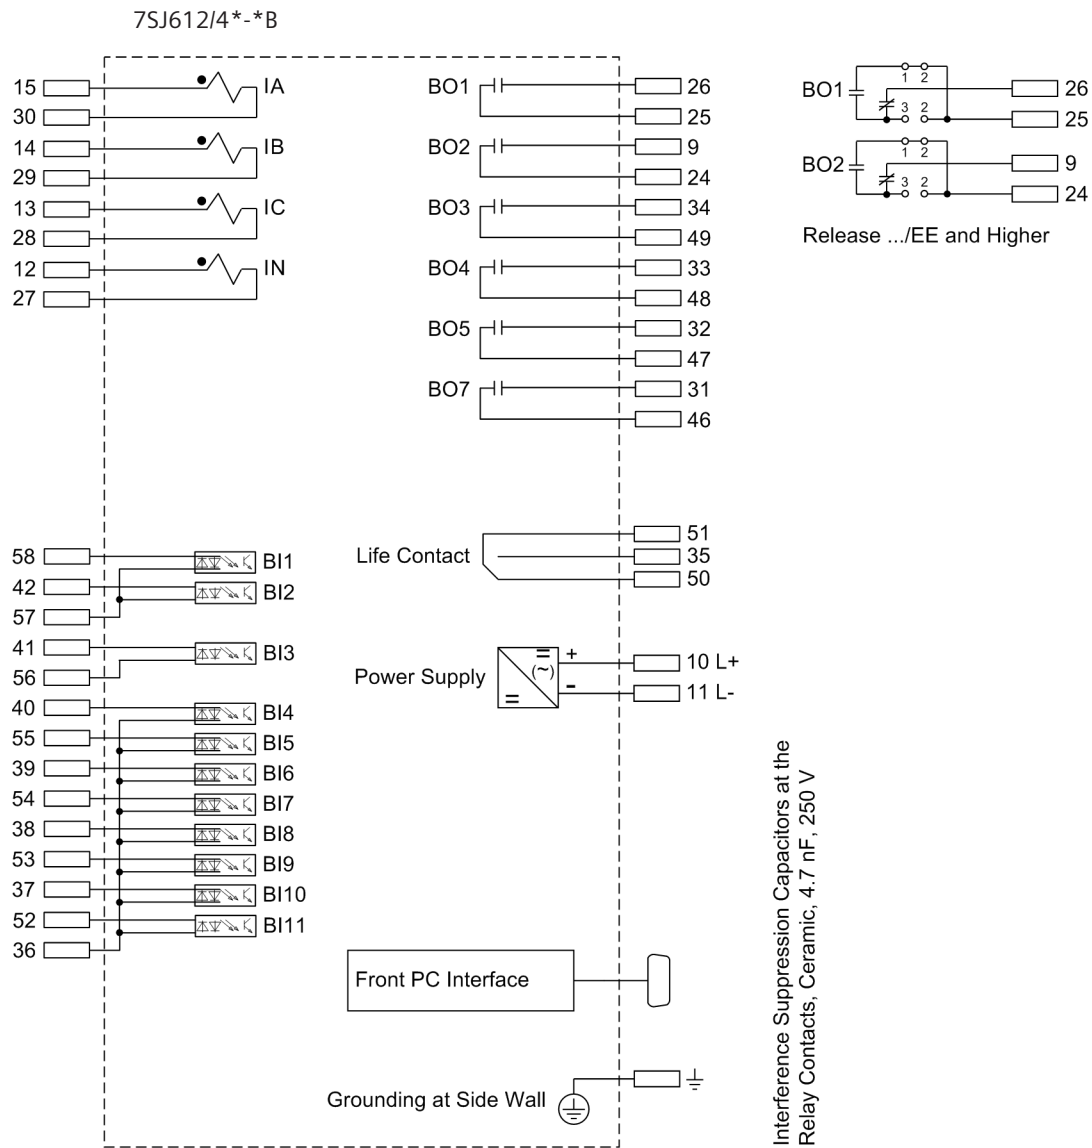 7SJ612/4*-*B
15
IA
30
14
IB
29
13
IC
28
12
IN
27
BO1
26
25
BO2
9
24
BO3
34
49
BO4
33
48
BO5
32
47
BO7
31
46
BO1
1 2
3 2
26
25
BO2
1 2
3 2
9
24
Release .../EE and Higher
58
BI1
42
BI2
57
41
BI3
56
40
BI4
55
BI5
39
BI6
54
BI7
38
BI8
53
BI9
37
BI10
52
BI11
36
Life Contact
51
35
50
Power Supply
=
(~)
=
+
-
10 L+
11 L-
Front PC Interface
Grounding at Side Wall
Interference Suppression Capacitors at the
Relay Contacts, Ceramic, 4.7 nF, 250 V